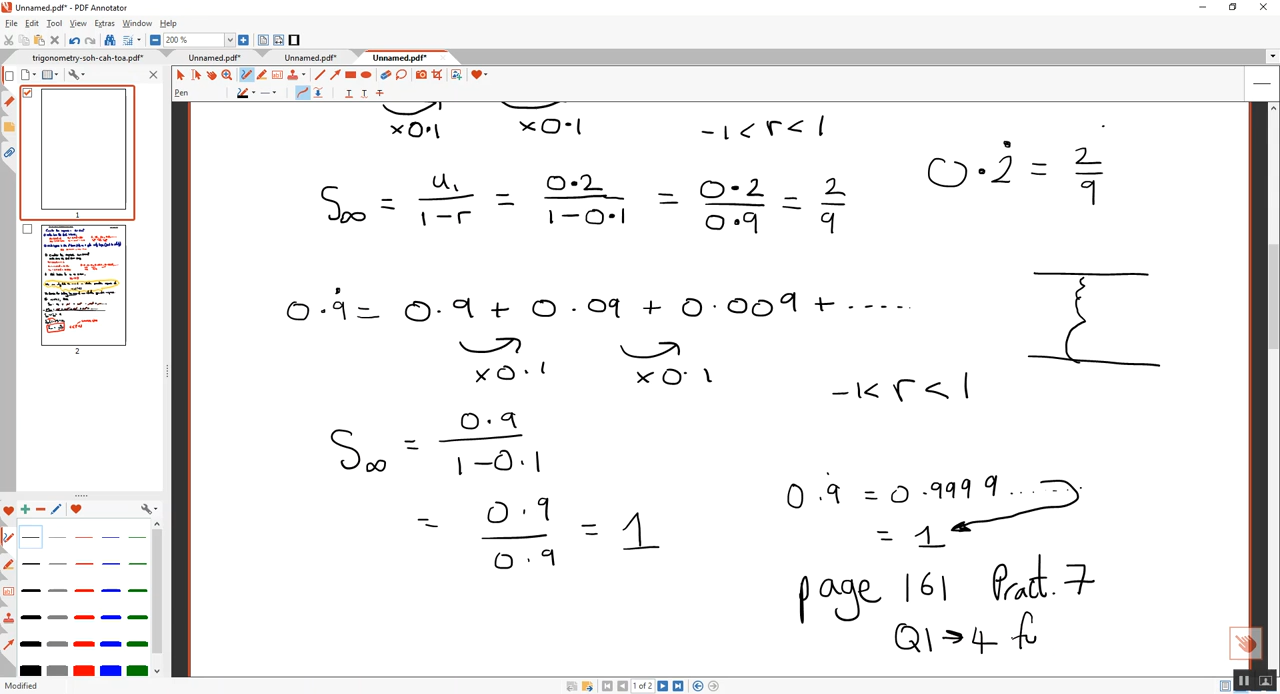 Unnamed.pdf* - PDF Annotator
File Edit Tool View Extras Window Help
200 %
trigonometry-soh-cah-toa.pdf* Unnamed.pdf* Unnamed.pdf* Unnamed.pdf*
Pen
×0·1 ×0·1 -1 < r < 1
S∞ = u₁/(1-r) = 0·2/(1-0·1) = 0·2/0·9 = 2/9
0·2̇ = 2/9
0·9̇ = 0·9 + 0·09 + 0·009 + ·····
×0·1 ×0·1
-1 < r < 1
S∞ = 0·9/(1-0·1)
= 0·9/0·9 = 1
0·9̇ = 0·9999.....
= 1
page 161 Pract. 7
Q1→4 f
1
2
Modified
1 of 2